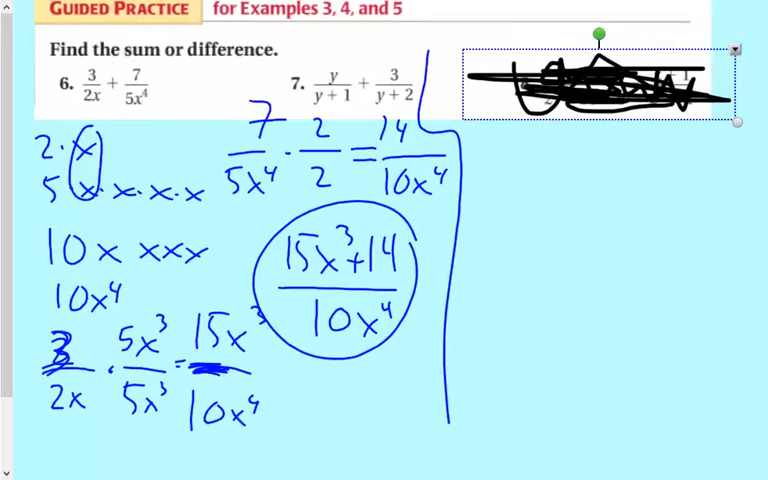 GUIDED PRACTICE for Examples 3, 4, and 5
Find the sum or difference.
6. 3/2x + 7/5x⁴
7. y/y + 1 + 3/y + 2
2 · x
5 x · x · x · x
10x xxx
10x⁴
3/2x · 5x³/5x³ = 15x³/10x⁴
7/5x⁴ · 2/2 = 14/10x⁴
15x³+14/10x⁴